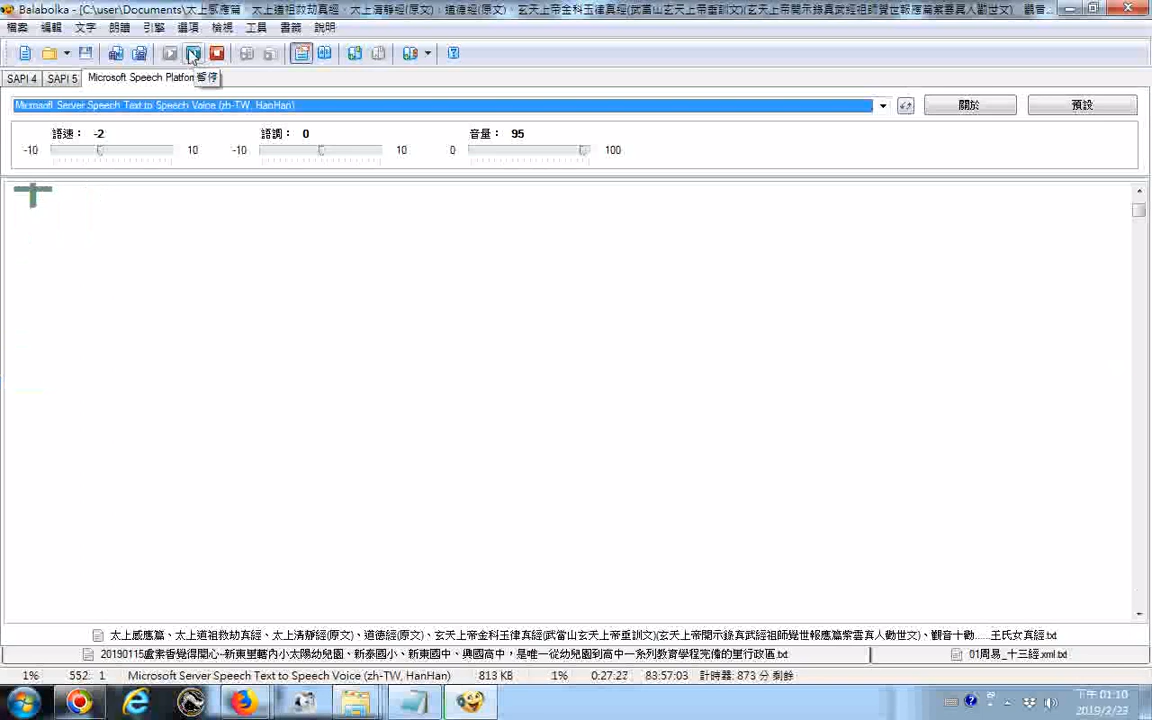 Balabolka - [C:\user\Documents\太上感應篇、太上道祖救劫真經、太上清靜經(原文)、道德經(原文)、玄天上帝金科玉律真經(武當山玄天上帝垂訓文)(玄天上帝開示錄真武經祖師覺世報應篇紫雲真人勸世文)、觀音...
檔案 編輯 文字 朗讀 引擎 選項 檢視 工具 書籤 說明
SAPI 4 SAPI 5 Microsoft Speech Platform 暫停
Microsoft Server Speech Text to Speech Voice (zh-TW, HanHan) 關於 預設
語速： -2 語調： 0 音量： 95
-10 10 -10 10 0 100
太上感應篇、太上道祖救劫真經、太上清靜經(原文)、道德經(原文)、玄天上帝金科玉律真經(武當山玄天上帝垂訓文)(玄天上帝開示錄真武經祖師覺世報應篇紫雲真人勸世文)、觀音十勸......王氏女真經.txt
20190115盧素香覺得開心--新東里轄內小太陽幼兒園、新泰國小、新東國中、興國高中，是唯一從幼兒園到高中一系列教育學程完備的里行政區.txt 01周易_十三經.xml.txt
1% 552: 1 Microsoft Server Speech Text to Speech Voice (zh-TW, HanHan) 813 KB 1% 0:27:23 83:57:03 計時器：873 分 剩餘
下午 01:10
2019/2/23